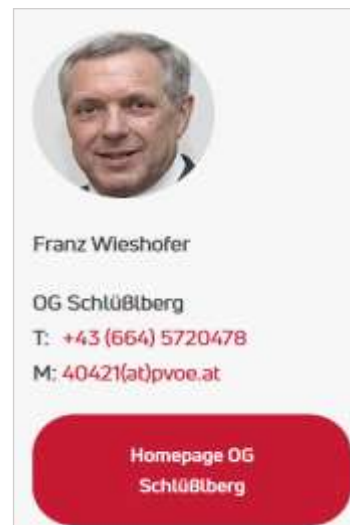 Franz Wieshofer
OG Schlüßlberg
T: +43 (664) 5720478
M: 40421(at)pvoe.at
Homepage OG
Schlüßlberg